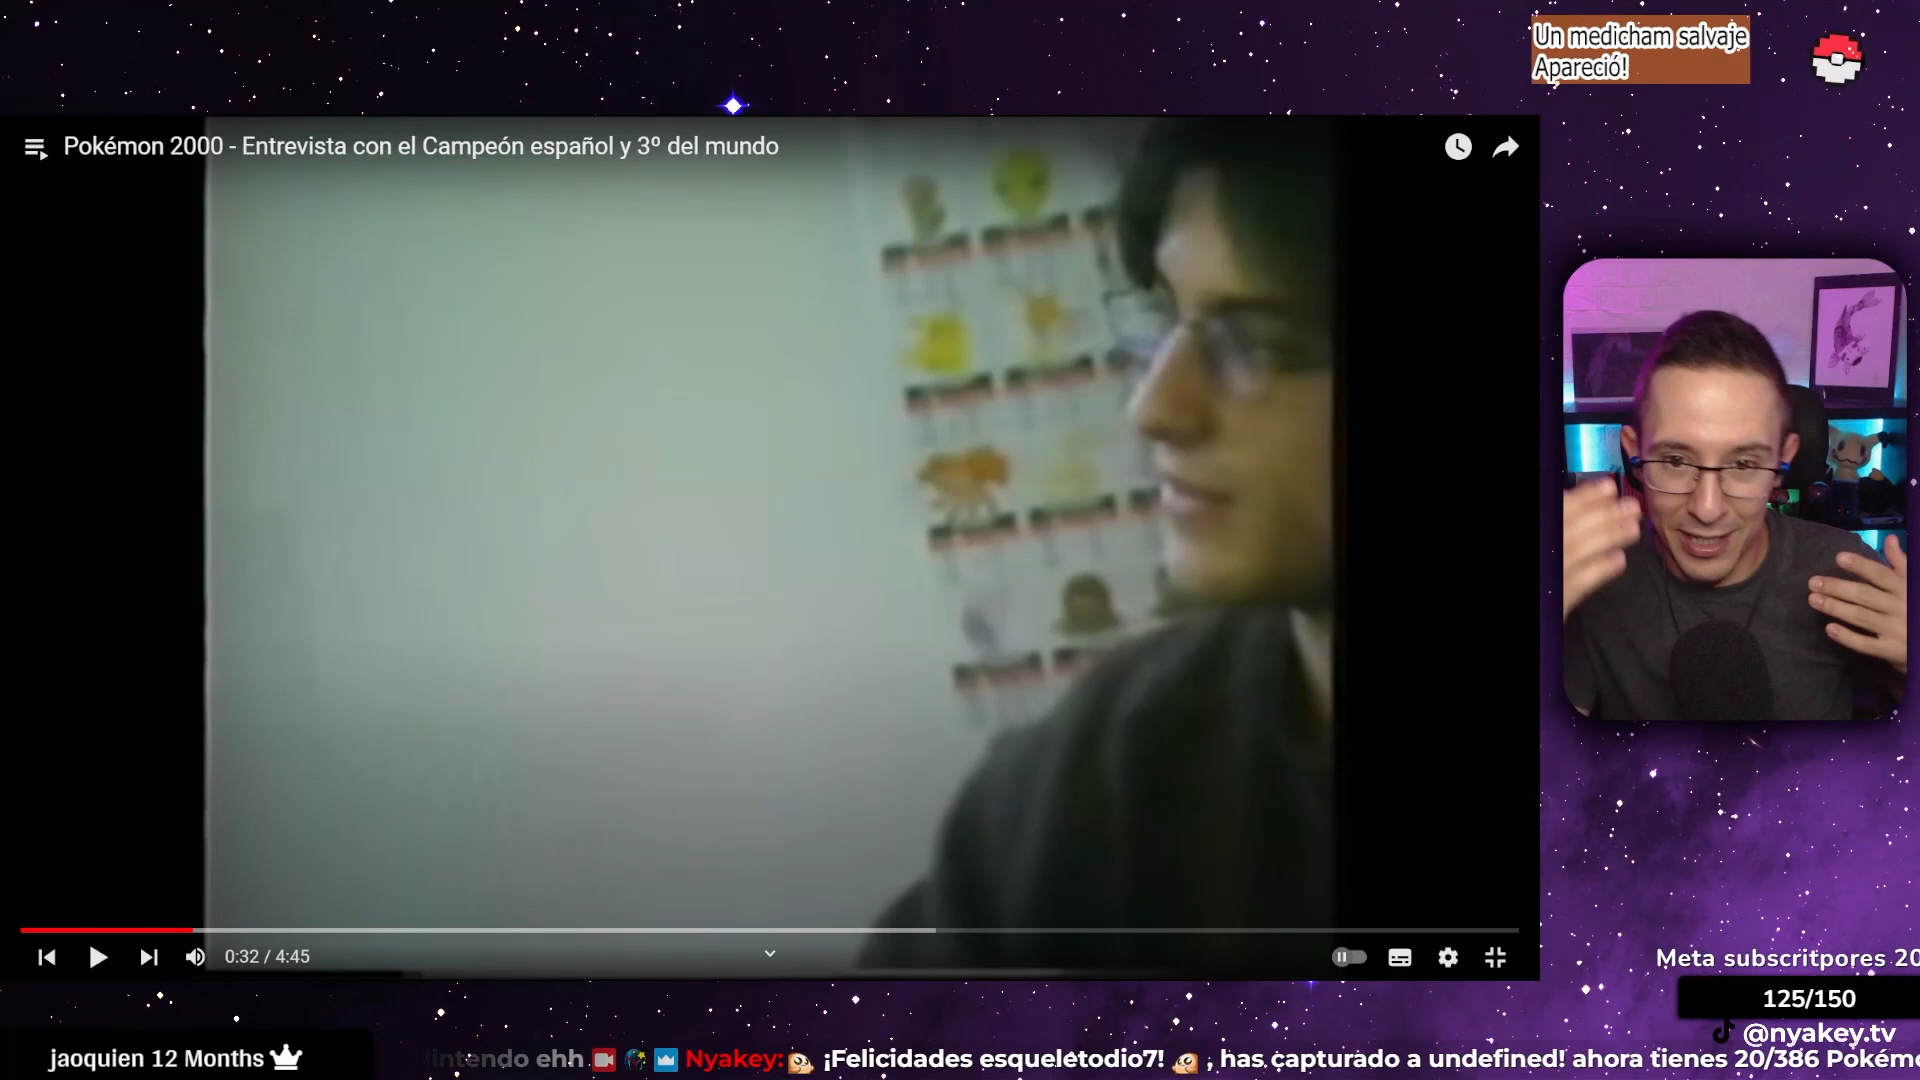 Un medicham salvaje
Apareció!
Pokémon 2000 - Entrevista con el Campeón español y 3º del mundo
0:32 / 4:45
Meta subscritpores 20
125/150
@nyakey.tv
jaoquien 12 Months
intendo ehh Nyakey: ¡Felicidades esqueletodio7! , has capturado a undefined! ahora tienes 20/386 Pokémo